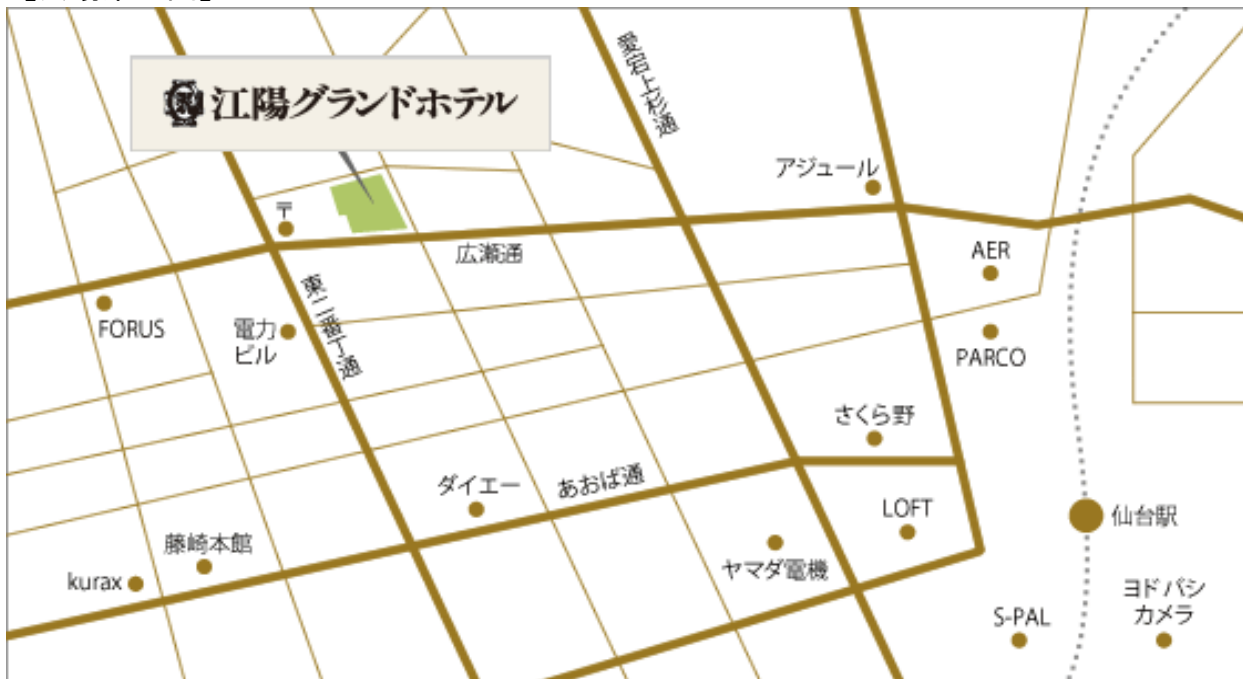 愛宕上杉通
江陽グランドホテル
アジュール
〒
広瀬通
AER
FORUS
電力
ビル
東二番丁通
PARCO
さくら野
ダイエー
あおば通
LOFT
仙台駅
藤崎本館
kurax
ヤマダ電機
S-PAL
ヨドバシ
カメラ